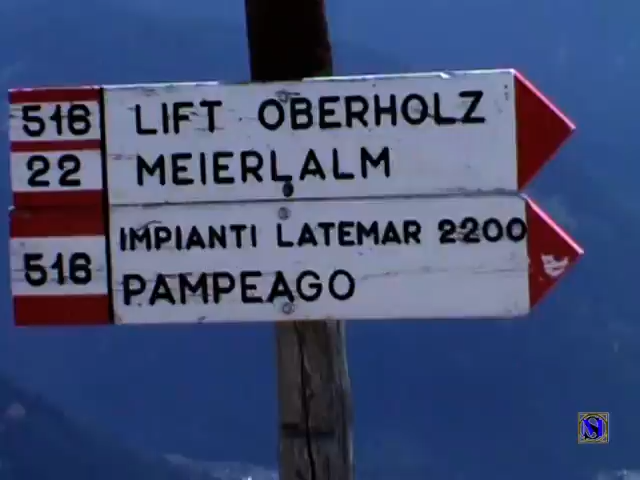 516 LIFT OBERHOLZ
22 MEIERLALM
516 IMPIANTI LATEMAR 2200
PAMPEAGO